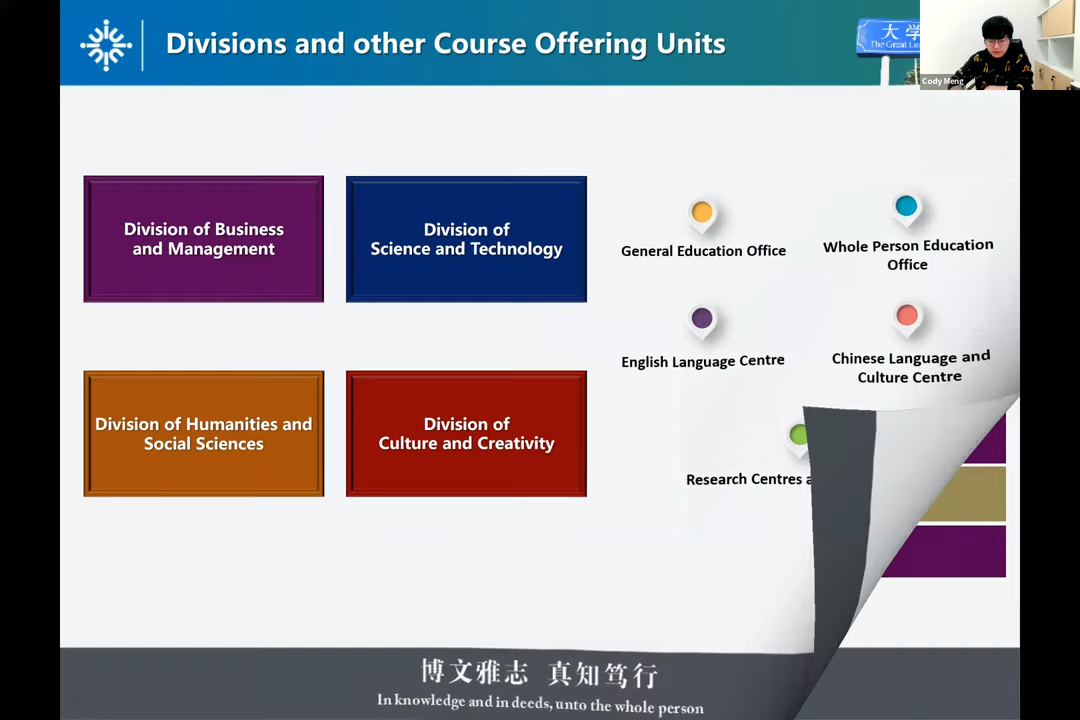 Divisions and other Course Offering Units
大学
The Great
Cody Meng
Division of Business
and Management
Division of
Science and Technology
Division of Humanities and
Social Sciences
Division of
Culture and Creativity
General Education Office
Whole Person Education
Office
English Language Centre
Chinese Language and
Culture Centre
Research Centres
博文雅志 真知笃行
In knowledge and in deeds, unto the whole person